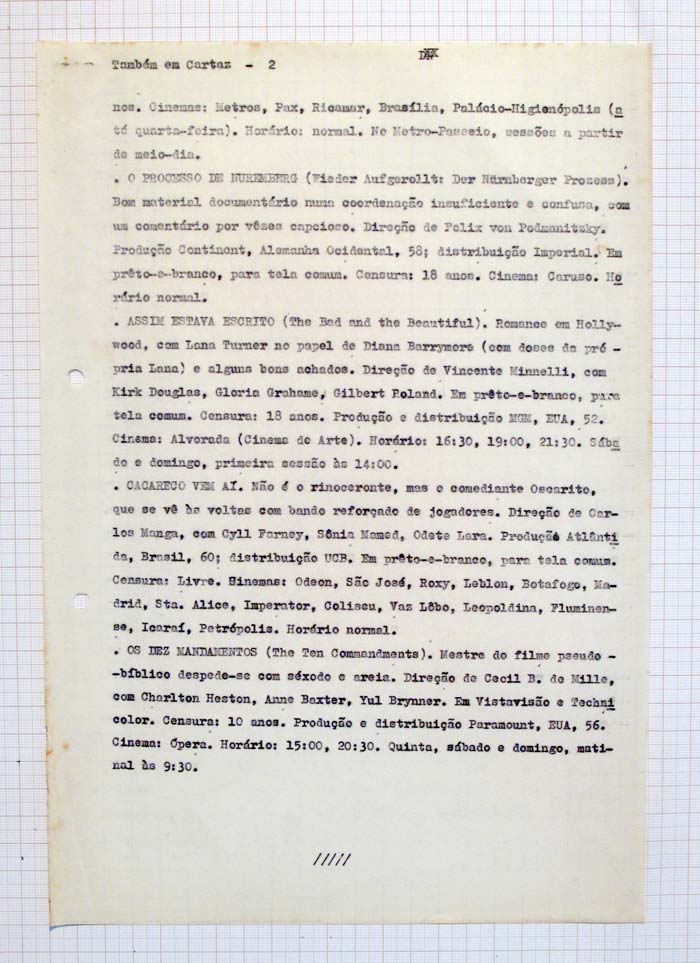 Também em Cartaz - 2
nos. Cinemas: Metros, Pax, Ricamar, Brasília, Palácio-Higienópolis (a
té quarta-feira). Horário: normal. No Metro-Passeio, sessões a partir
de meio-dia.
. O PROCESSO DE NUREMBERG (Wieder Aufgerollt: Der Nürnberger Prozess).
Bom material documentário numa coordenação insuficiente e confusa, com
um comentário por vêzes capcioso. Direção de Felix von Podmanitzky.
Produção Continent, Alemanha Ocidental, 58; distribuição Imperial. Em
prêto-e-branco, para tela comum. Censura: 18 anos. Cinema: Caruso. Ho
rário normal.
. ASSIM ESTAVA ESCRITO (The Bad and the Beautiful). Romance em Holly-
wood, com Lana Turner no papel de Diana Barrymore (com doses da pró -
pria Lana) e alguns bons achados. Direção de Vincente Minnelli, com
Kirk Douglas, Gloria Grahame, Gilbert Roland. Em prêto-e-branco, para
tela comum. Censura: 18 anos. Produção e distribuição MGM, EUA, 52.
Cinema: Alvorada (Cinema de Arte). Horário: 16:30, 19:00, 21:30. Sába
do e domingo, primeira sessão às 14:00.
. CACARECO VEM AÍ. Não é o rinoceronte, mas o comediante Oscarito,
que se vê às voltas com bando reforçado de jogadores. Direção de Car-
los Manga, com Cyll Farney, Sônia Mamed, Odete Lara. Produção Atlânti
da, Brasil, 60; distribuição UCB. Em prêto-e-branco, para tela comum.
Censura: Livre. Sinemas: Odeon, São José, Roxy, Leblon, Botafogo, Ma-
drid, Sta. Alice, Imperator, Coliseu, Vaz Lôbo, Leopoldina, Fluminen-
se, Icaraí, Petrópolis. Horário normal.
. OS DEZ MANDAMENTOS (The Ten Commandments). Mestre do filme pseudo -
-bíblico despede-se com séxodo e areia. Direção de Cecil B. de Mille,
com Charlton Heston, Anne Baxter, Yul Brynner. Em Vistavisão e Techni
color. Censura: 10 anos. Produção e distribuição Paramount, EUA, 56.
Cinema: Ópera. Horário: 15:00, 20:30. Quinta, sábado e domingo, mati-
nal às 9:30.
/////